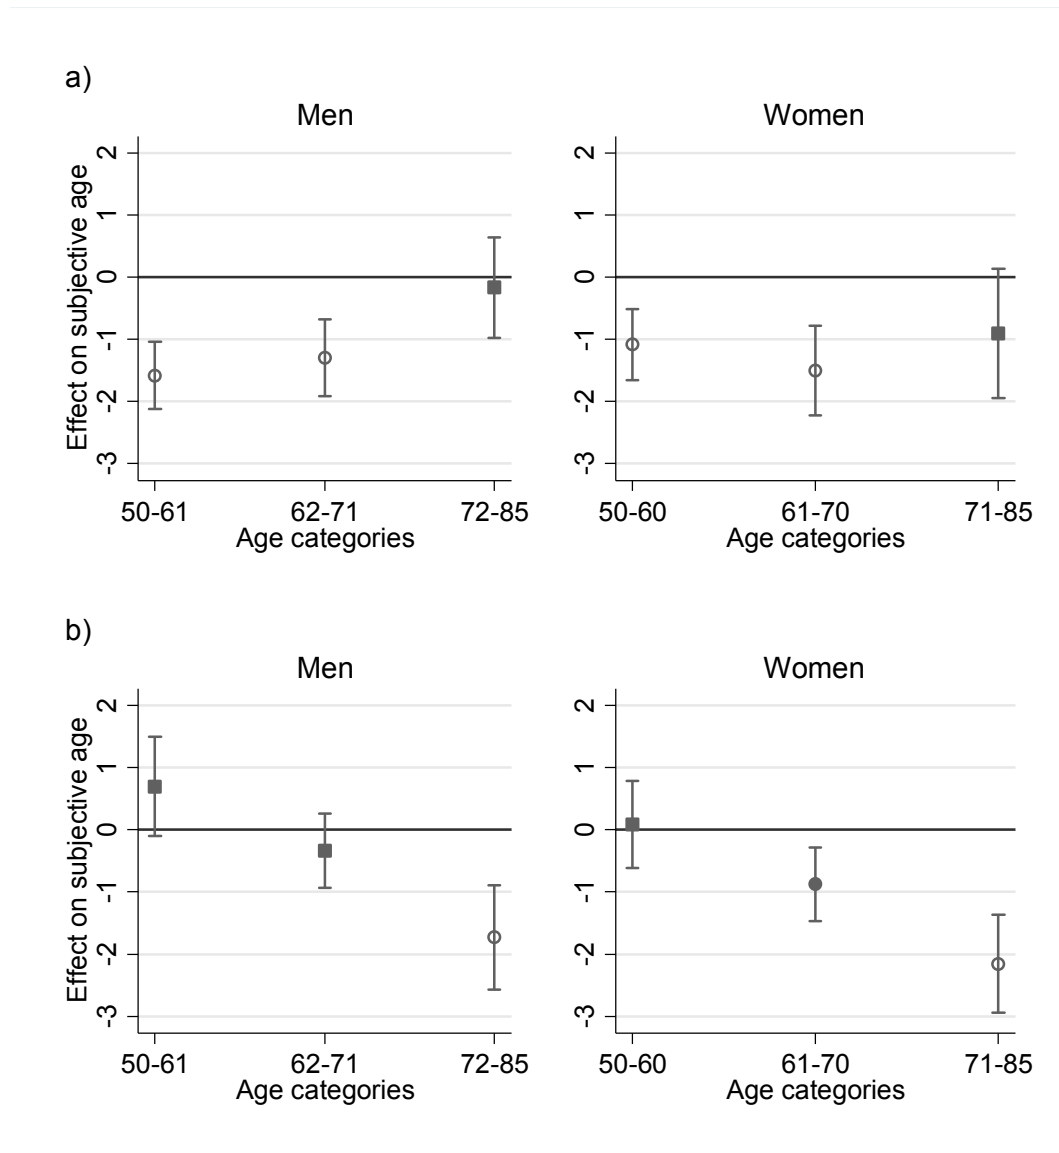 a)
Men
Women
Effect on subjective age
2
1
0
-1
-2
-3
2
1
0
-1
-2
-3
50-61 62-71 72-85
Age categories
50-60 61-70 71-85
Age categories
b)
Men
Women
Effect on subjective age
2
1
0
-1
-2
-3
2
1
0
-1
-2
-3
50-61 62-71 72-85
Age categories
50-60 61-70 71-85
Age categories